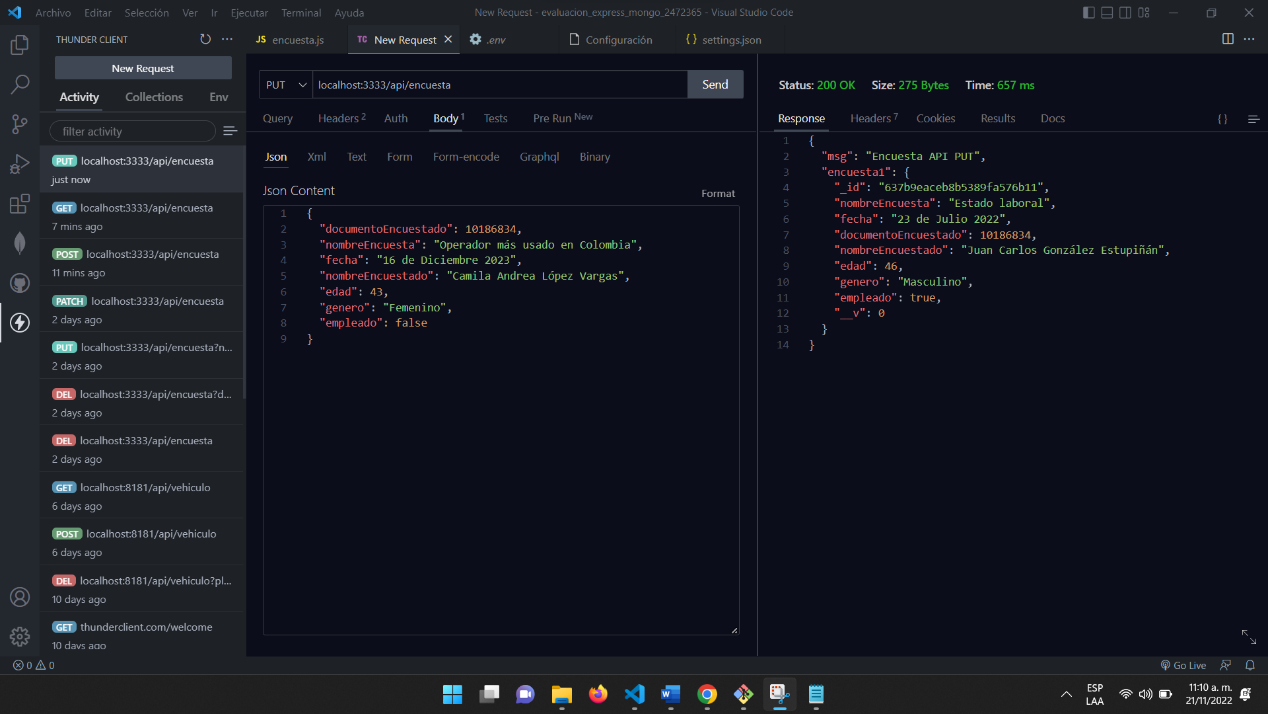 Archivo Editar Selección Ver Ir Ejecutar Terminal Ayuda
New Request - evaluacion_express_mongo_2472365 - Visual Studio Code
THUNDER CLIENT
New Request
Activity Collections Env
filter activity
PUT localhost:3333/api/encuesta
just now
GET localhost:3333/api/encuesta
7 mins ago
POST localhost:3333/api/encuesta
11 mins ago
PATCH localhost:3333/api/encuesta
2 days ago
PUT localhost:3333/api/encuesta?n...
2 days ago
DEL localhost:3333/api/encuesta?d...
2 days ago
DEL localhost:3333/api/encuesta
2 days ago
GET localhost:8181/api/vehiculo
6 days ago
POST localhost:8181/api/vehiculo
6 days ago
DEL localhost:8181/api/vehiculo?pl...
10 days ago
GET thunderclient.com/welcome
10 days ago
JS encuesta.js
TC New Request
.env
Configuración
{} settings.json
PUT localhost:3333/api/encuesta Send
Query Headers 2 Auth Body 1 Tests Pre Run New
Json Xml Text Form Form-encode Graphql Binary
Json Content
Format
1 {
2 "documentoEncuestado": 10186834,
3 "nombreEncuesta": "Operador más usado en Colombia",
4 "fecha": "16 de Diciembre 2023",
5 "nombreEncuestado": "Camila Andrea López Vargas",
6 "edad": 43,
7 "genero": "Femenino",
8 "empleado": false
9 }
Status: 200 OK Size: 275 Bytes Time: 657 ms
Response Headers 7 Cookies Results Docs { }
1 {
2 "msg": "Encuesta API PUT",
3 "encuesta1": {
4 "_id": "637b9eaceb8b5389fa576b11",
5 "nombreEncuesta": "Estado laboral",
6 "fecha": "23 de Julio 2022",
7 "documentoEncuestado": 10186834,
8 "nombreEncuestado": "Juan Carlos González Estupiñán",
9 "edad": 46,
10 "genero": "Masculino",
11 "empleado": true,
12 "__v": 0
13 }
14 }
0 0
Go Live
ESP
LAA
11:10 a. m.
21/11/2022